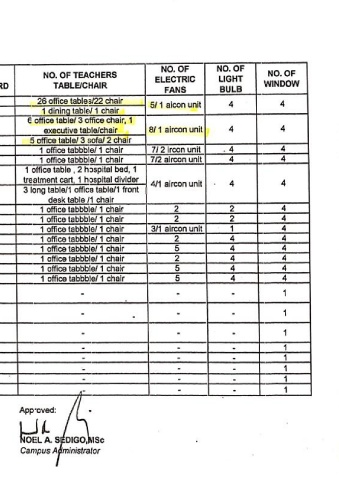 RD NO. OF TEACHERS TABLE/CHAIR NO. OF ELECTRIC FANS NO. OF LIGHT BULB NO. OF WINDOW
26 office tables/22 chair 5/ 1 aicon unit 4 4
1 dining table/ 1 chair
6 office table/ 3 office chair, 1 executive table/chair 8/ 1 aircon unit 4 4
5 office table/ 3 sofa/ 2 chair
1 office tabbble/ 1 chair 7/ 2 ircon unit . 4 4
1 office tabbble/ 1 chair 7/2 aircon unit 4 4
1 office table , 2 hospital bed, 1 treatment cart, 1 hospital divider 4/1 aircon unit 4 4
3 long table/1 office table/1 front desk table /1 chair
1 office tabbble/ 1 chair 2 2 4
1 office tabbble/ 1 chair 2 2 4
1 office tabbble/ 1 chair 3/1 aircon unit 1 4
1 office tabbble/ 1 chair 2 4 4
1 office tabbble/ 1 chair 5 4 4
1 office tabbble/ 1 chair 2 4 4
1 office tabbble/ 1 chair 5 4 4
1 office tabbble/ 1 chair 5 4 4
- - - 1
- - - 1
- - - 1
- - - 1
- - - 1
- - - 1
- - - 1
- - - 1
Approved:
NOEL A. SEDIGO,MSc
Campus Administrator